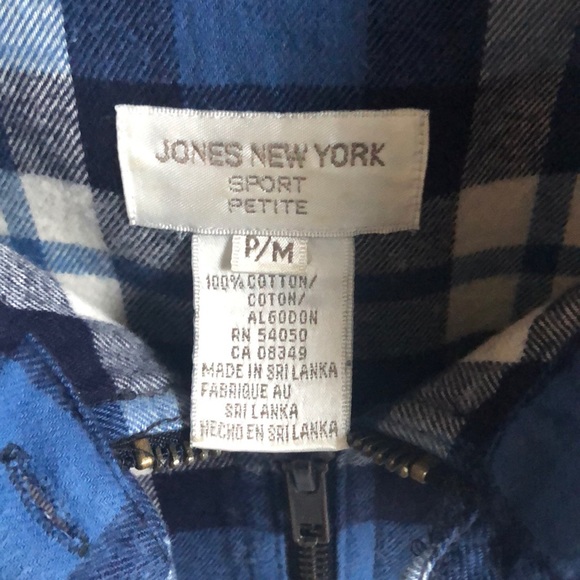 JONES NEW YORK
SPORT
PETITE
P/M
100% COTTON/
COTON/
ALGODON
RN 54050
CA 08349
MADE IN SRI LANKA
FABRIQUE AU
SRI LANKA
HECHO EN SRI LANKA